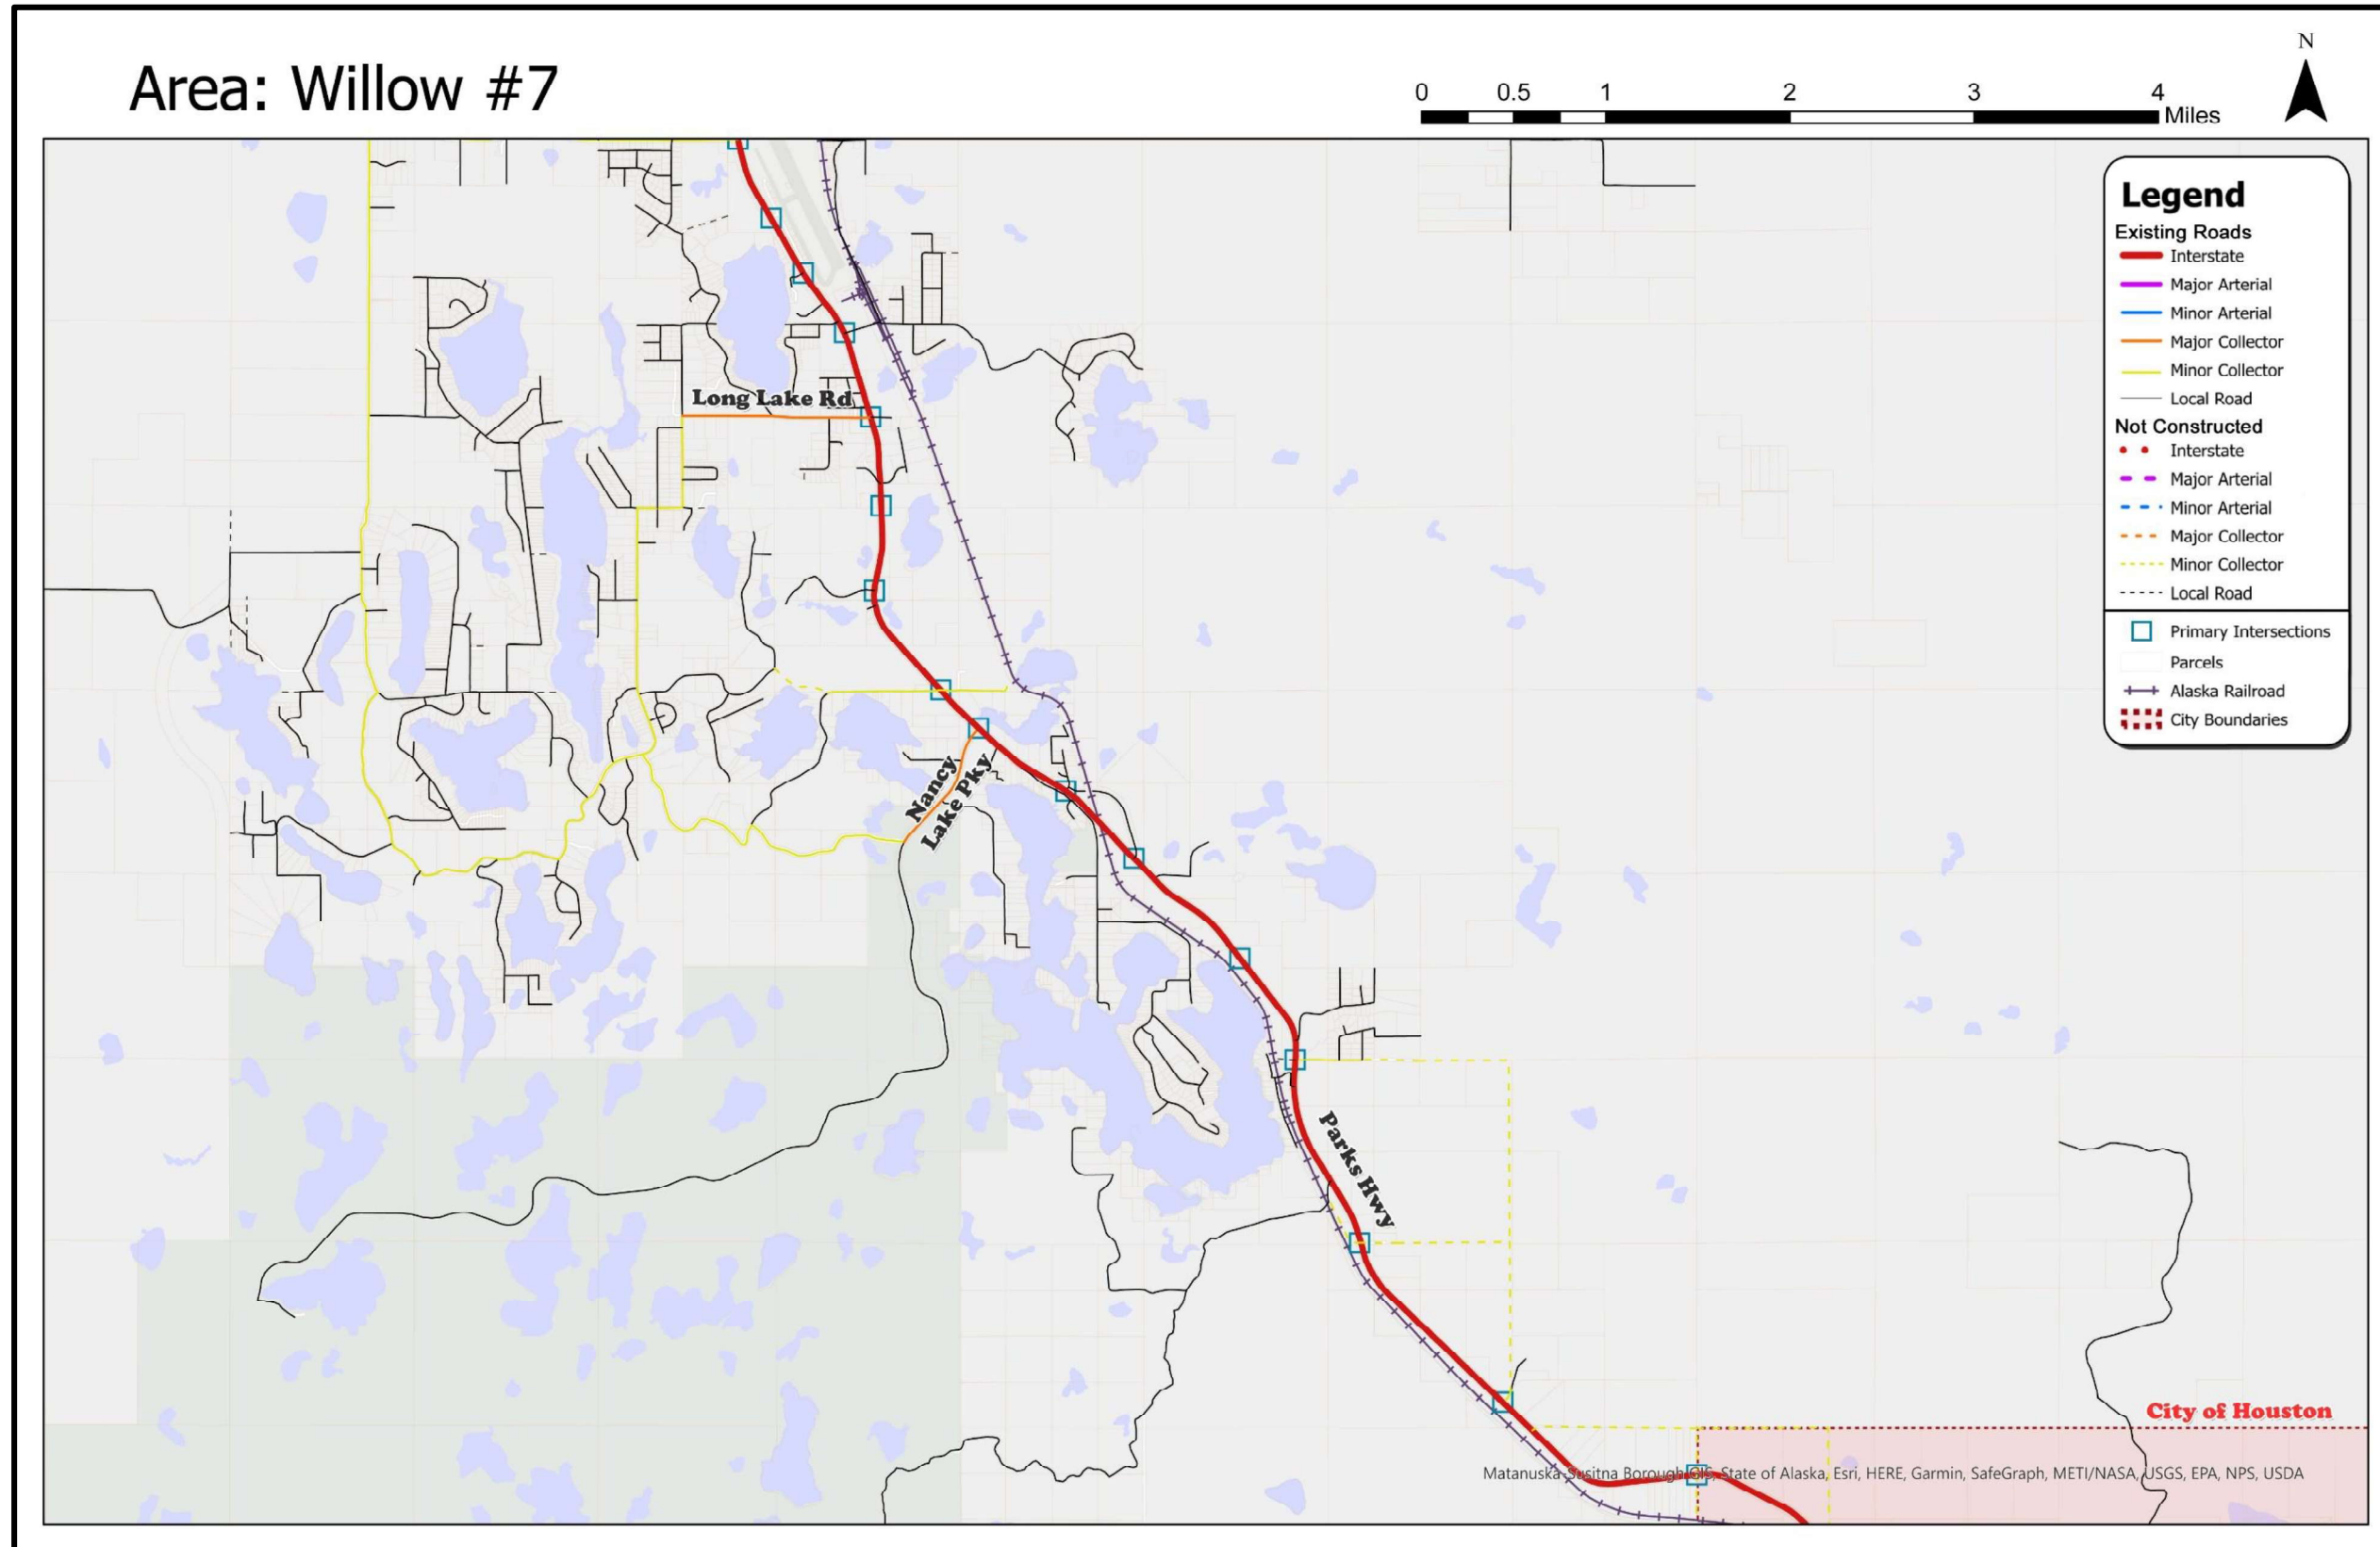 Area: Willow #7
0 0.5 1 2 3 4
Miles
N
Legend
Existing Roads
Interstate
Major Arterial
Minor Arterial
Major Collector
Minor Collector
Local Road
Not Constructed
Interstate
Major Arterial
Minor Arterial
Major Collector
Minor Collector
Local Road
Primary Intersections
Parcels
Alaska Railroad
City Boundaries
Long Lake Rd
Nancy
Lake Pky
Parks Hwy
City of Houston
Matanuska-Susitna Borough GIS, State of Alaska, Esri, HERE, Garmin, SafeGraph, METI/NASA, USGS, EPA, NPS, USDA